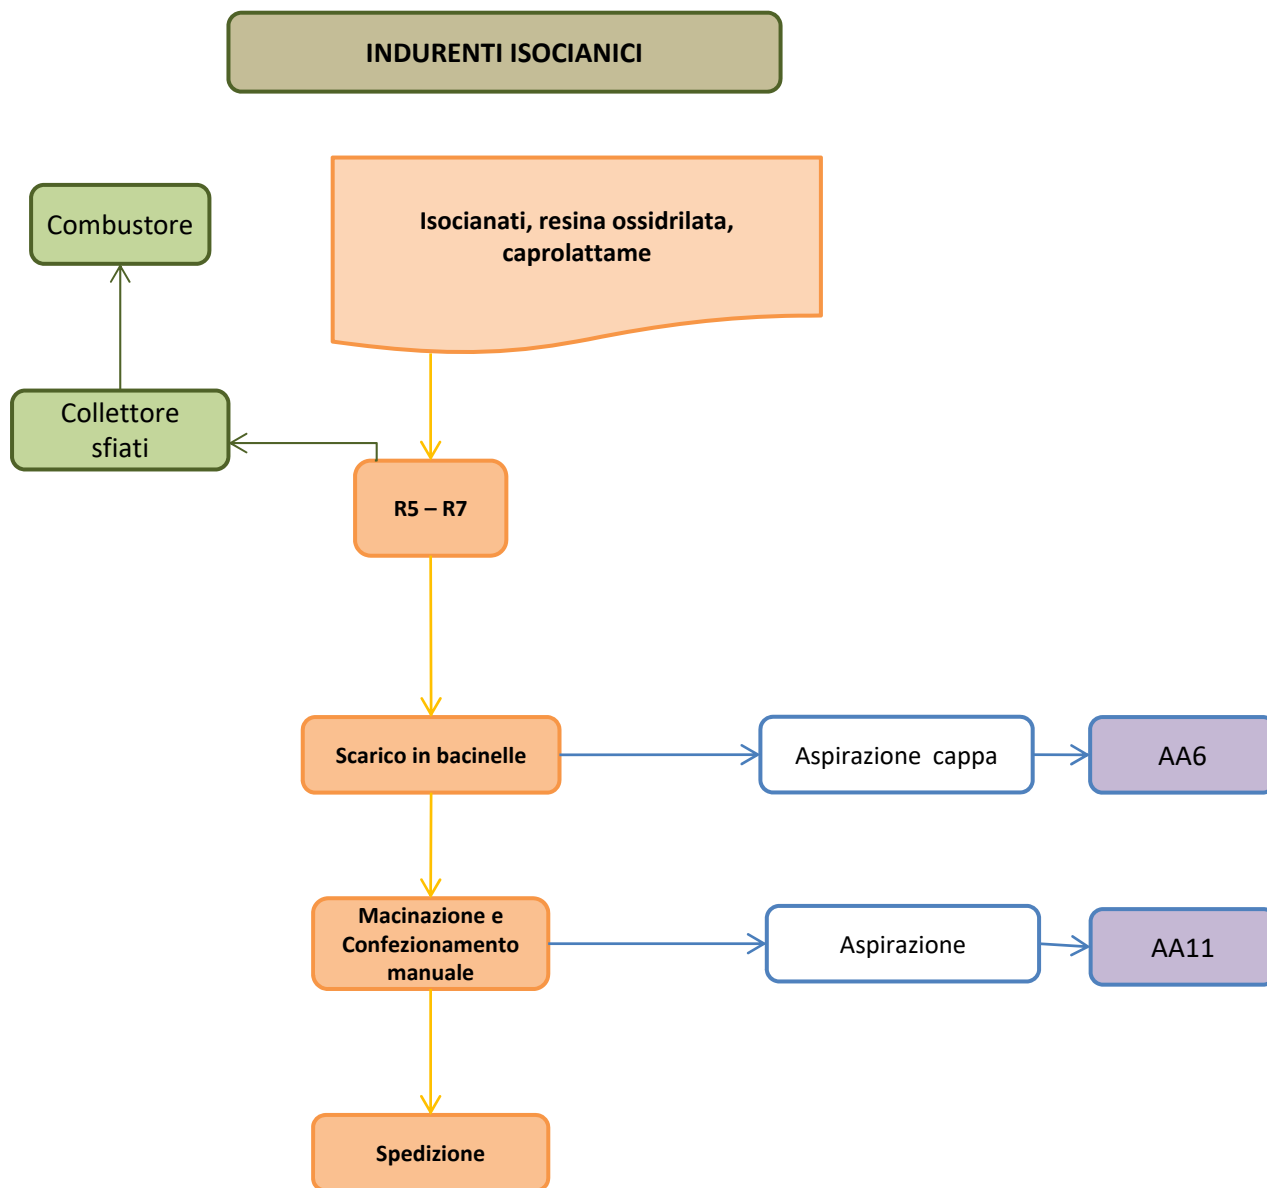 INDURENTI ISOCIANICI
Isocianati, resina ossidrilata,
caprolattame
Combustore
Collettore
sfiati
R5 – R7
Scarico in bacinelle
Aspirazione cappa
AA6
Macinazione e
Confezionamento
manuale
Aspirazione
AA11
Spedizione